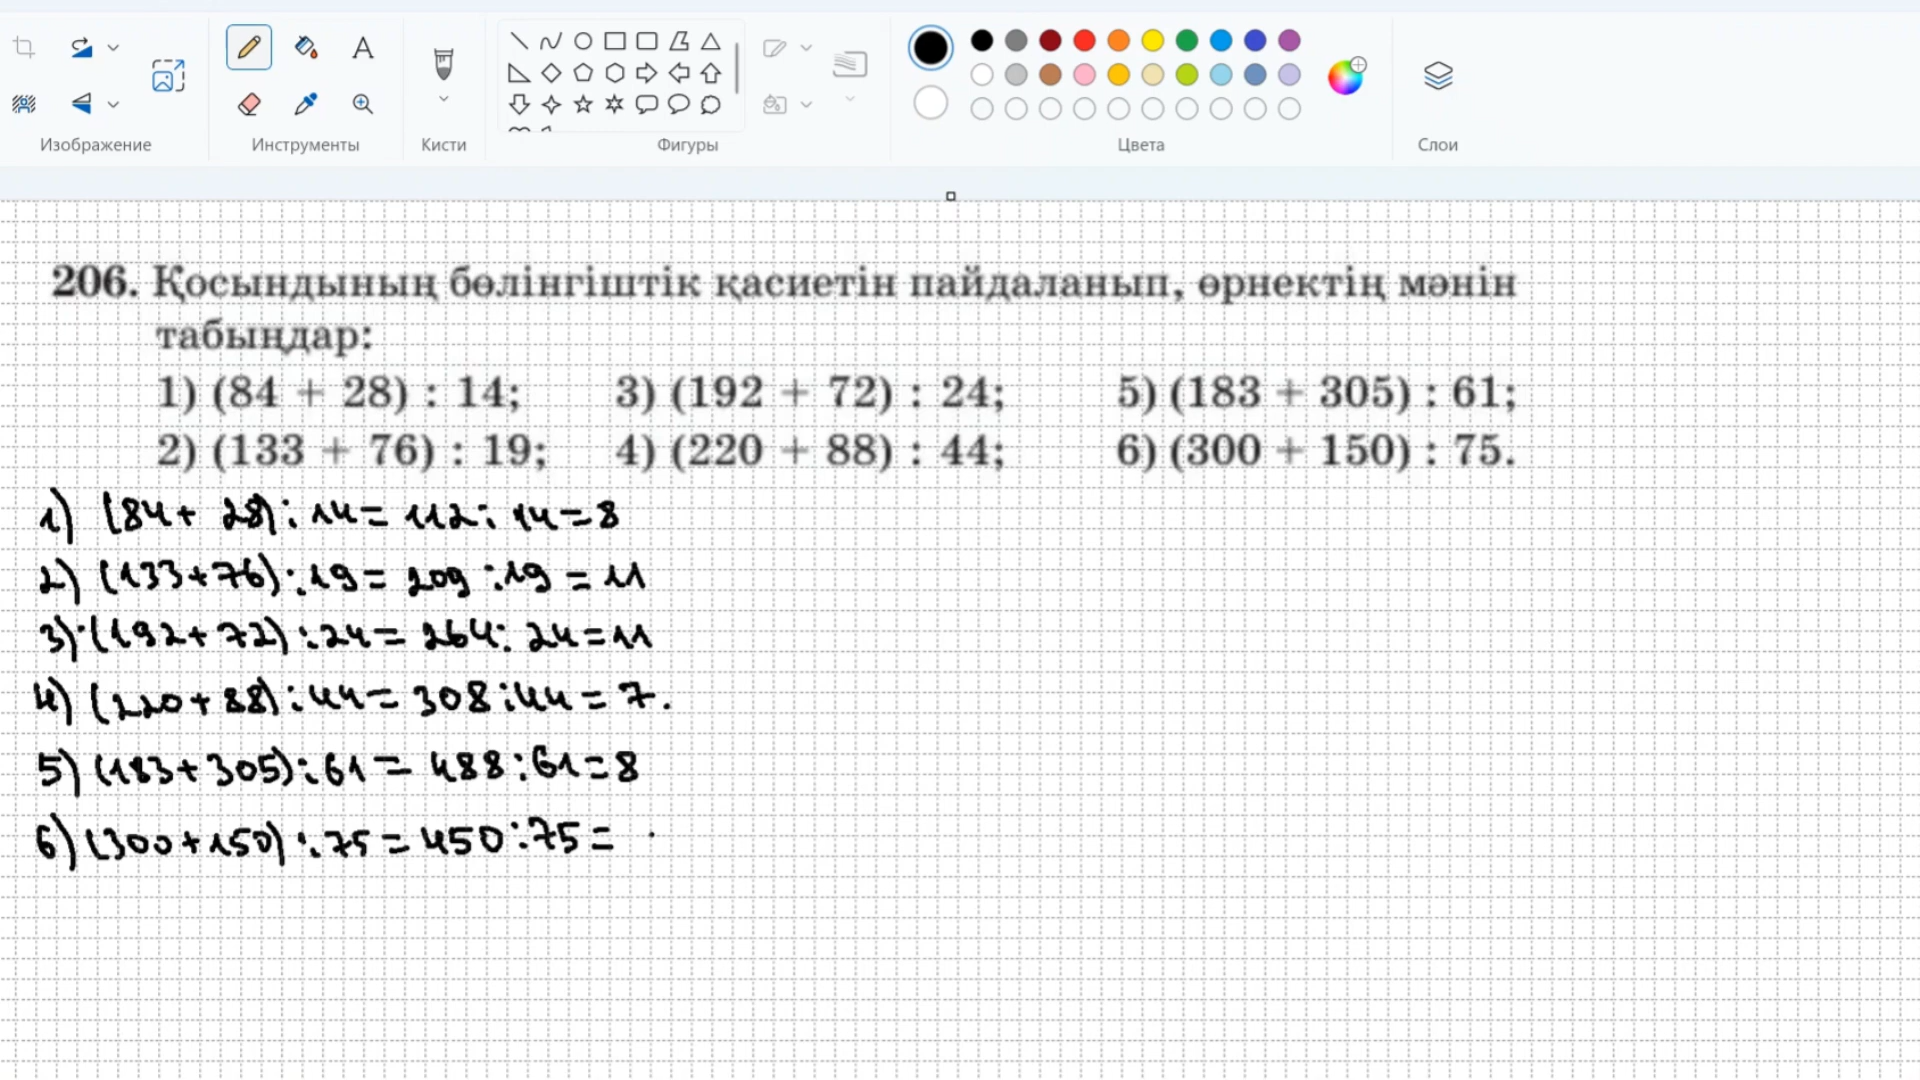 Изображение
Инструменты
Кисти
Фигуры
Цвета
Слои
206. Қосындының бөлінгіштік қасиетін пайдаланып, өрнектің мәнін
табыңдар:
1) (84 + 28) : 14; 3) (192 + 72) : 24; 5) (183 + 305) : 61;
2) (133 + 76) : 19; 4) (220 + 88) : 44; 6) (300 + 150) : 75.
1) (84+ 28) : 14 = 112 : 14 = 8
2) (133+76) : 19 = 209 : 19 = 11
3) (192+72) : 24 = 264 : 24 = 11
4) (220+88) : 44 = 308 : 44 = 7.
5) (183+305) : 61 = 488 : 61 = 8
6) (300+150) : 75 = 450 : 75 =